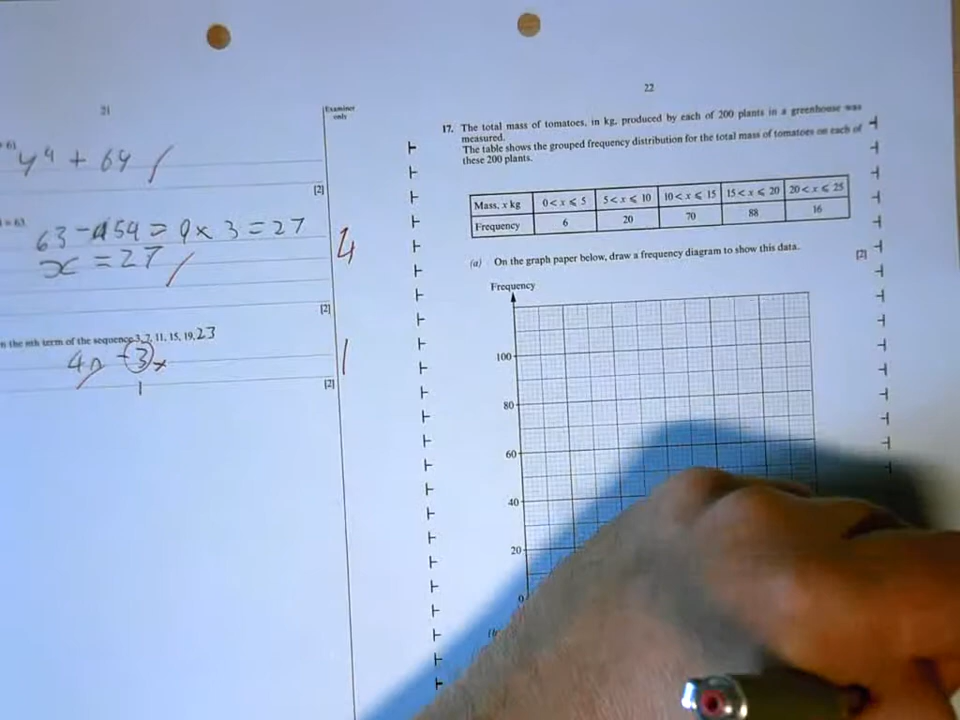 21
Examiner only
y⁴ + 64 /
[2]
= 63
63 - 454 = 9 x 3 = 27
x = 27 /
4
[2]
the nth term of the sequence 3, 7, 11, 15, 19, 23
4n - 3 x
1
1
[2]
22
17. The total mass of tomatoes, in kg, produced by each of 200 plants in a greenhouse was
measured.
The table shows the grouped frequency distribution for the total mass of tomatoes on each of
these 200 plants.
Mass, x kg 0 < x ⩽ 5 5 < x ⩽ 10 10 < x ⩽ 15 15 < x ⩽ 20 20 < x ⩽ 25
Frequency 6 20 70 88 16
(a) On the graph paper below, draw a frequency diagram to show this data.
[2]
Frequency
100
80
60
40
20
0